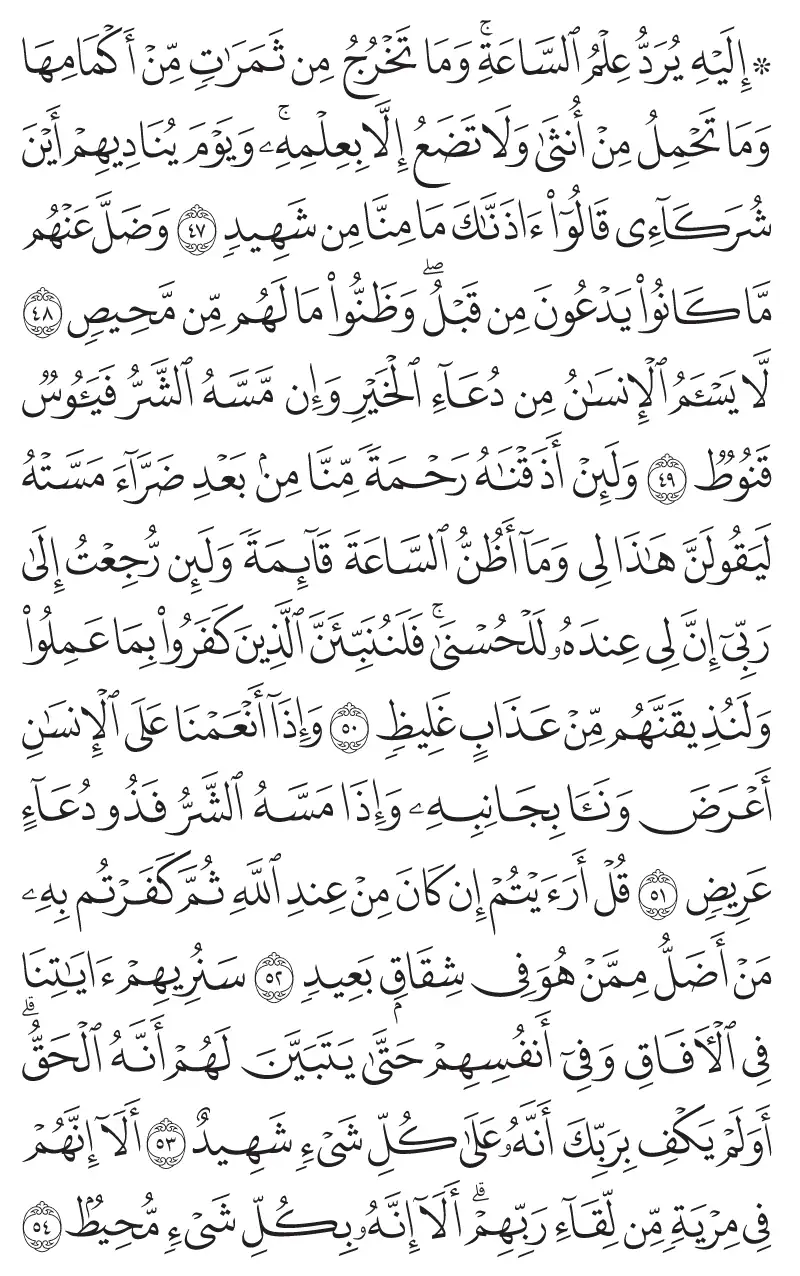 ۞ إِلَيْهِ يُرَدُّ عِلْمُ ٱلسَّاعَةِۚ وَمَا تَخْرُجُ مِن ثَمَرَٰتٖ مِّنْ أَكْمَامِهَا
وَمَا تَحْمِلُ مِنْ أُنثَىٰ وَلَا تَضَعُ إِلَّا بِعِلْمِهِۦۚ وَيَوْمَ يُنَادِيهِمْ أَيْنَ
شُرَكَآءِي قَالُوٓا۟ ءَاذَنَّٰكَ مَا مِنَّا مِن شَهِيدٖ ٤٧ وَضَلَّ عَنْهُم
مَّا كَانُوا۟ يَدْعُونَ مِن قَبْلُۖ وَظَنُّوا۟ مَا لَهُم مِّن مَّحِيصٖ ٤٨
لَّا يَسْـَٔمُ ٱلْإِنسَٰنُ مِن دُعَآءِ ٱلْخَيْرِ وَإِن مَّسَّهُ ٱلشَّرُّ فَيَـُٔوسٞ
قَنُوطٞ ٤٩ وَلَئِنْ أَذَقْنَٰهُ رَحْمَةٗ مِّنَّا مِنۢ بَعْدِ ضَرَّآءَ مَسَّتْهُ
لَيَقُولَنَّ هَٰذَا لِي وَمَآ أَظُنُّ ٱلسَّاعَةَ قَآئِمَةٗ وَلَئِن رُّجِعْتُ إِلَىٰ
رَبِّيٓ إِنَّ لِي عِندَهُۥ لَلْحُسْنَىٰۚ فَلَنُنَبِّئَنَّ ٱلَّذِينَ كَفَرُوا۟ بِمَا عَمِلُوا۟
وَلَنُذِيقَنَّهُم مِّنْ عَذَابٍ غَلِيظٖ ٥٠ وَإِذَآ أَنْعَمْنَا عَلَى ٱلْإِنسَٰنِ
أَعْرَضَ وَنَـَٔا بِجَانِبِهِۦ وَإِذَا مَسَّهُ ٱلشَّرُّ فَذُو دُعَآءٍ
عَرِيضٖ ٥١ قُلْ أَرَءَيْتُمْ إِن كَانَ مِنْ عِندِ ٱللَّهِ ثُمَّ كَفَرْتُم بِهِۦ
مَنْ أَضَلُّ مِمَّنْ هُوَ فِي شِقَاقِۭ بَعِيدٖ ٥٢ سَنُرِيهِمْ ءَايَٰتِنَا
فِي ٱلْأٓفَاقِ وَفِيٓ أَنفُسِهِمْ حَتَّىٰ يَتَبَيَّنَ لَهُمْ أَنَّهُ ٱلْحَقُّۗ
أَوَلَمْ يَكْفِ بِرَبِّكَ أَنَّهُۥ عَلَىٰ كُلِّ شَيْءٖ شَهِيدٌ ٥٣ أَلَآ إِنَّهُمْ
فِي مِرْيَةٖ مِّن لِّقَآءِ رَبِّهِمْۗ أَلَآ إِنَّهُۥ بِكُلِّ شَيْءٖ مُّحِيطُۢ ٥٤